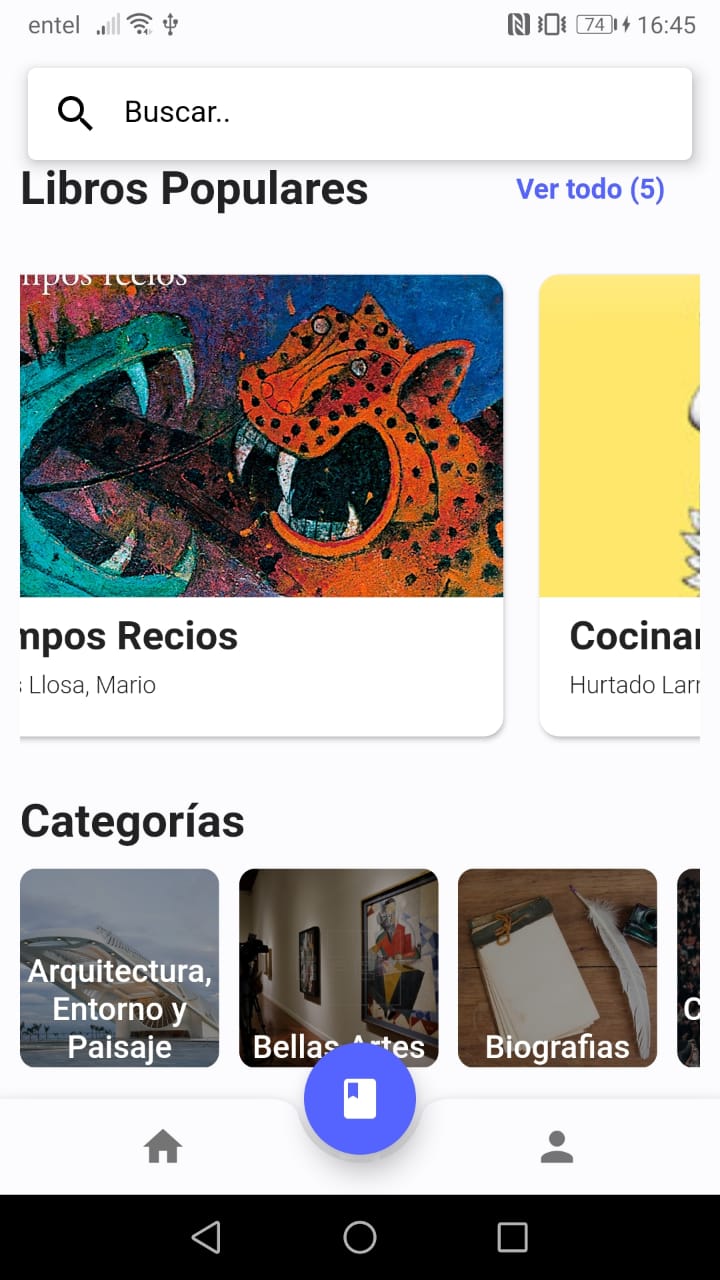 entel 74 16:45
Buscar..
Libros Populares Ver todo (5)
mpos recios
mpos Recios Cocinar
Llosa, Mario Hurtado Larr
Categorías
Arquitectura,
Entorno y
Paisaje
Bellas Artes
Biografias
C